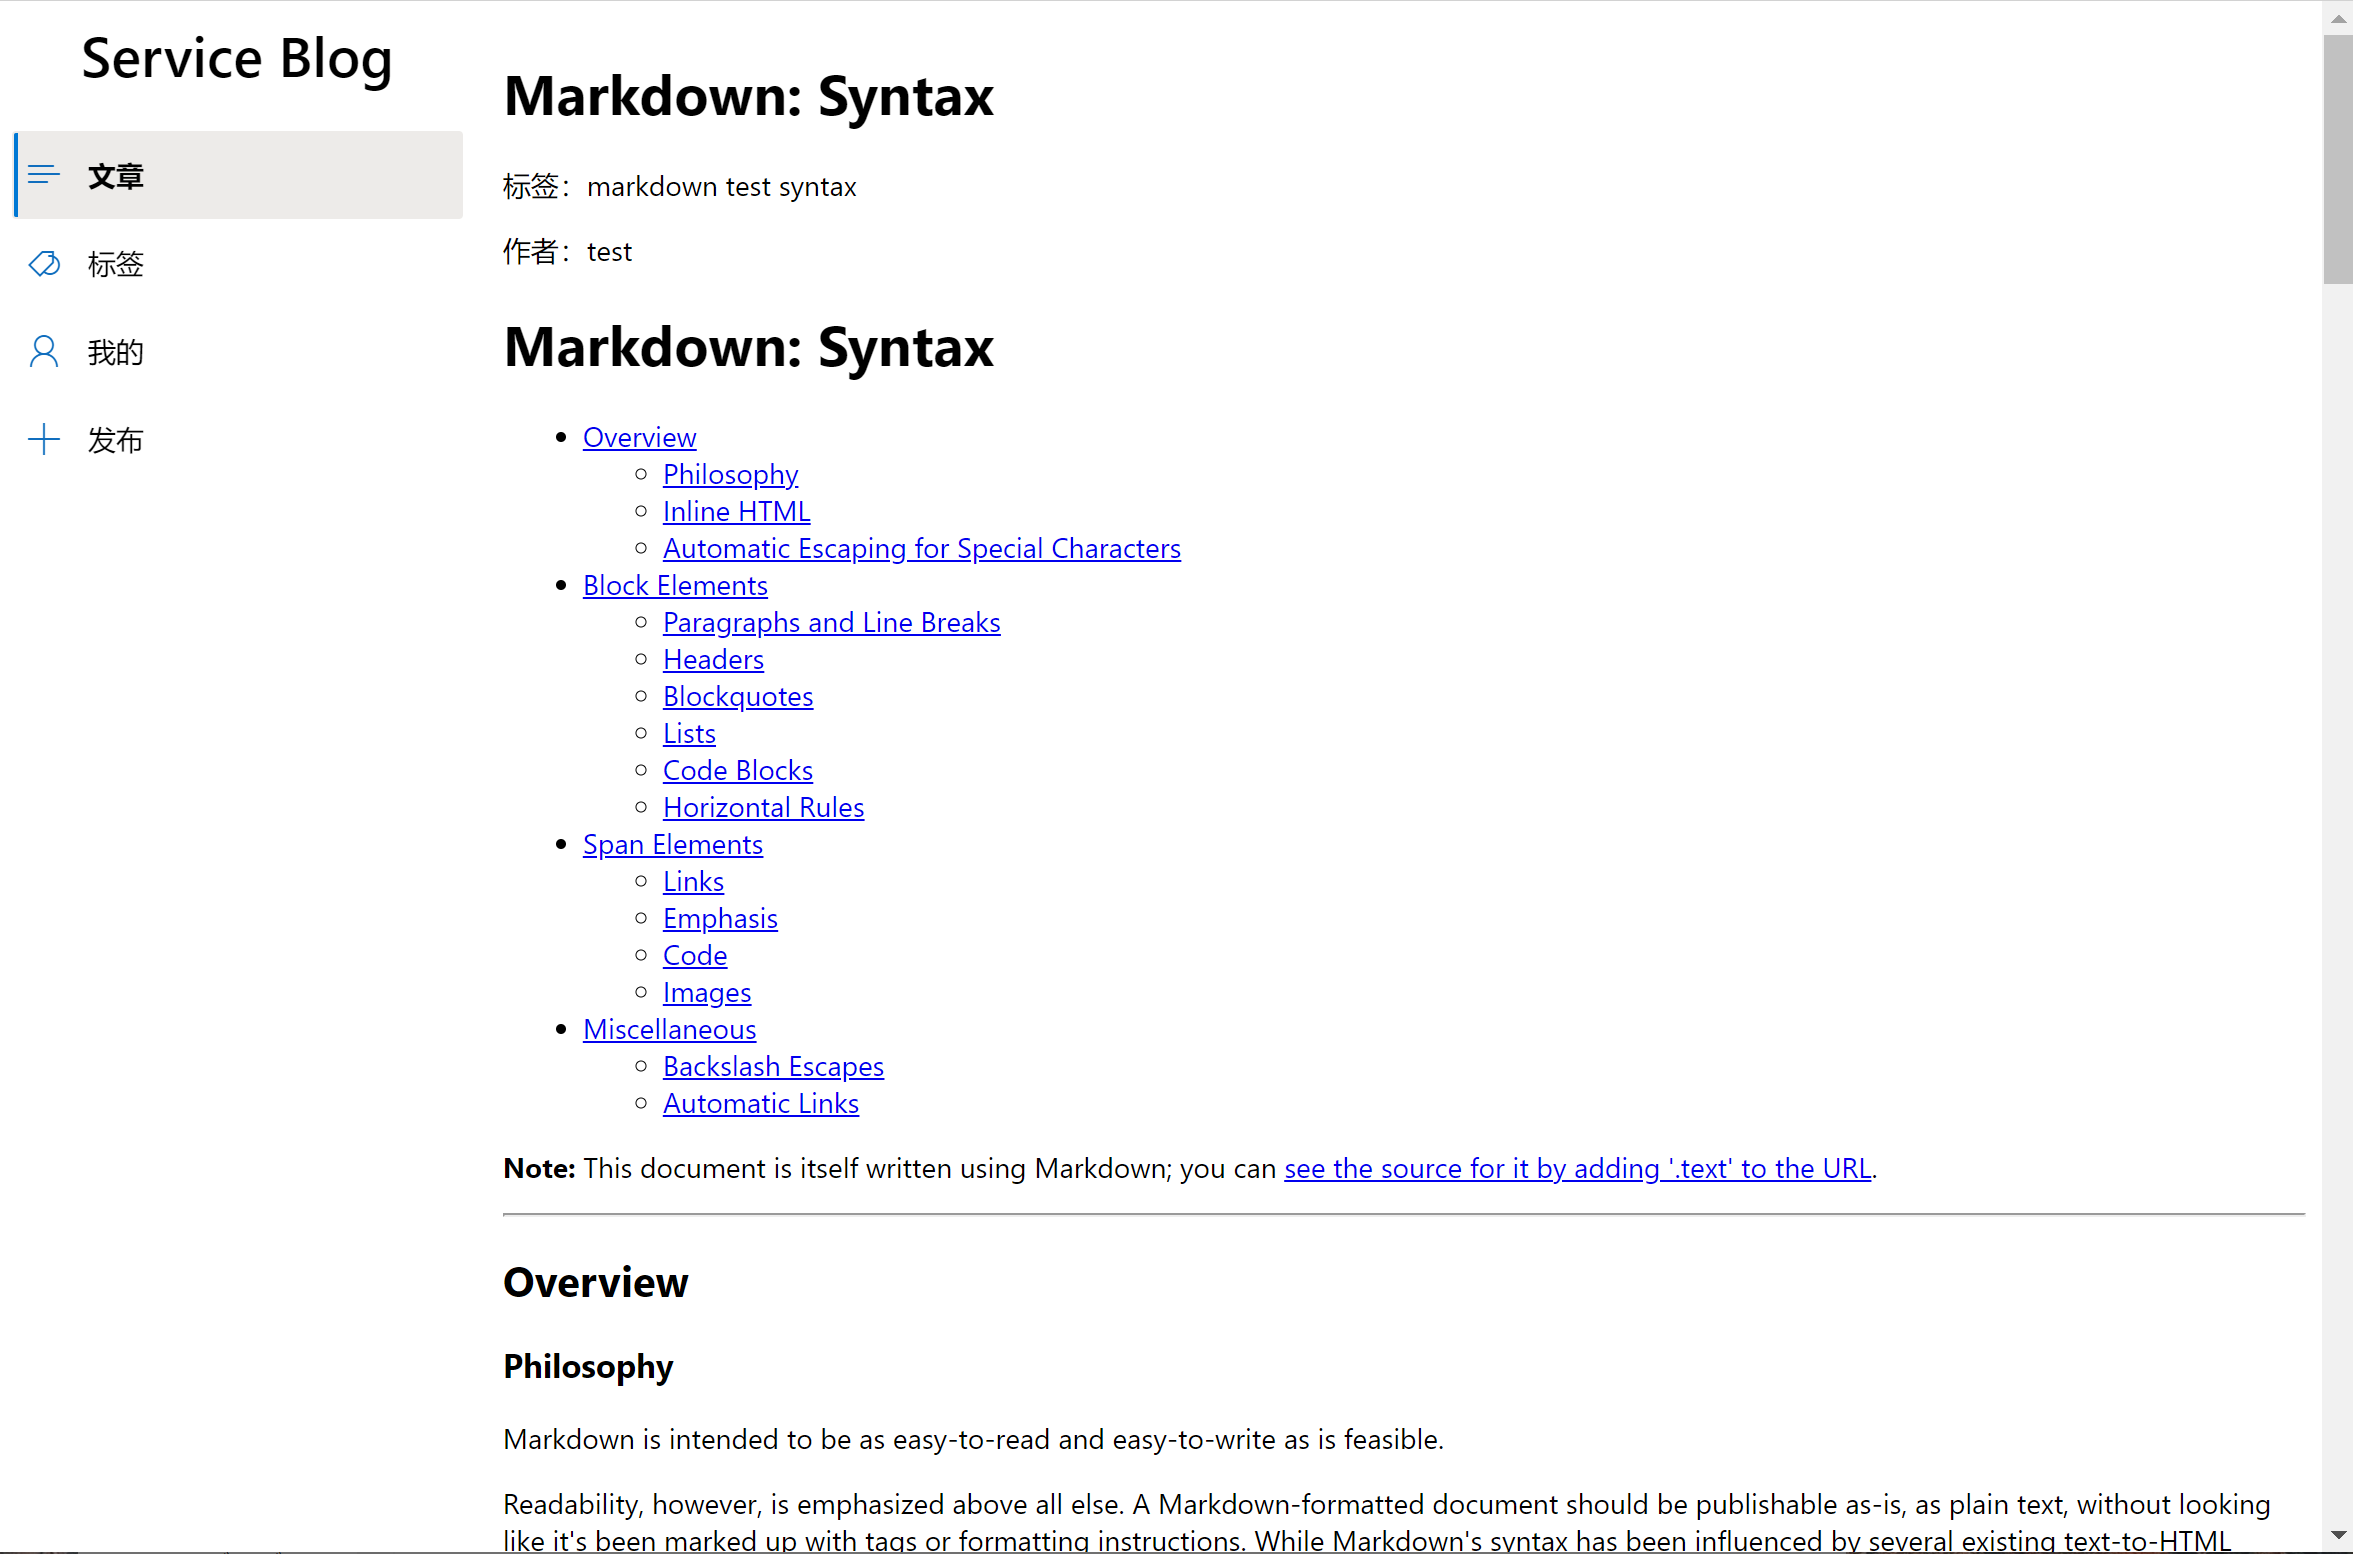 Service Blog
文章
标签
我的
发布
Markdown: Syntax
标签：markdown test syntax
作者：test
Markdown: Syntax
Overview
Philosophy
Inline HTML
Automatic Escaping for Special Characters
Block Elements
Paragraphs and Line Breaks
Headers
Blockquotes
Lists
Code Blocks
Horizontal Rules
Span Elements
Links
Emphasis
Code
Images
Miscellaneous
Backslash Escapes
Automatic Links
Note: This document is itself written using Markdown; you can see the source for it by adding '.text' to the URL.
Overview
Philosophy
Markdown is intended to be as easy-to-read and easy-to-write as is feasible.
Readability, however, is emphasized above all else. A Markdown-formatted document should be publishable as-is, as plain text, without looking
like it's been marked up with tags or formatting instructions. While Markdown's syntax has been influenced by several existing text-to-HTML